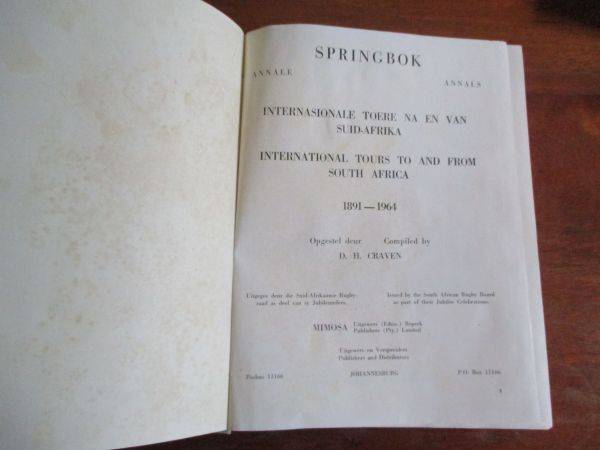 SPRINGBOK
ANNALE ANNALS
INTERNASIONALE TOERE NA EN VAN
SUID-AFRIKA
INTERNATIONAL TOURS TO AND FROM
SOUTH AFRICA
1891—1964
Opgestel deur Compiled by
D. H. CRAVEN
Uitgegee deur die Suid-Afrikaanse Rugby-
raad as deel van sy Jubileumfees.
Issued by the South African Rugby Board
as part of their Jubilee Celebrations.
MIMOSA
Uitgewers (Edms.) Beperk
Publishers (Pty.) Limited
Uitgewers en Verspreiders
Publishers and Distributors
Posbus 13166 JOHANNESBURG P.O. Box 13166